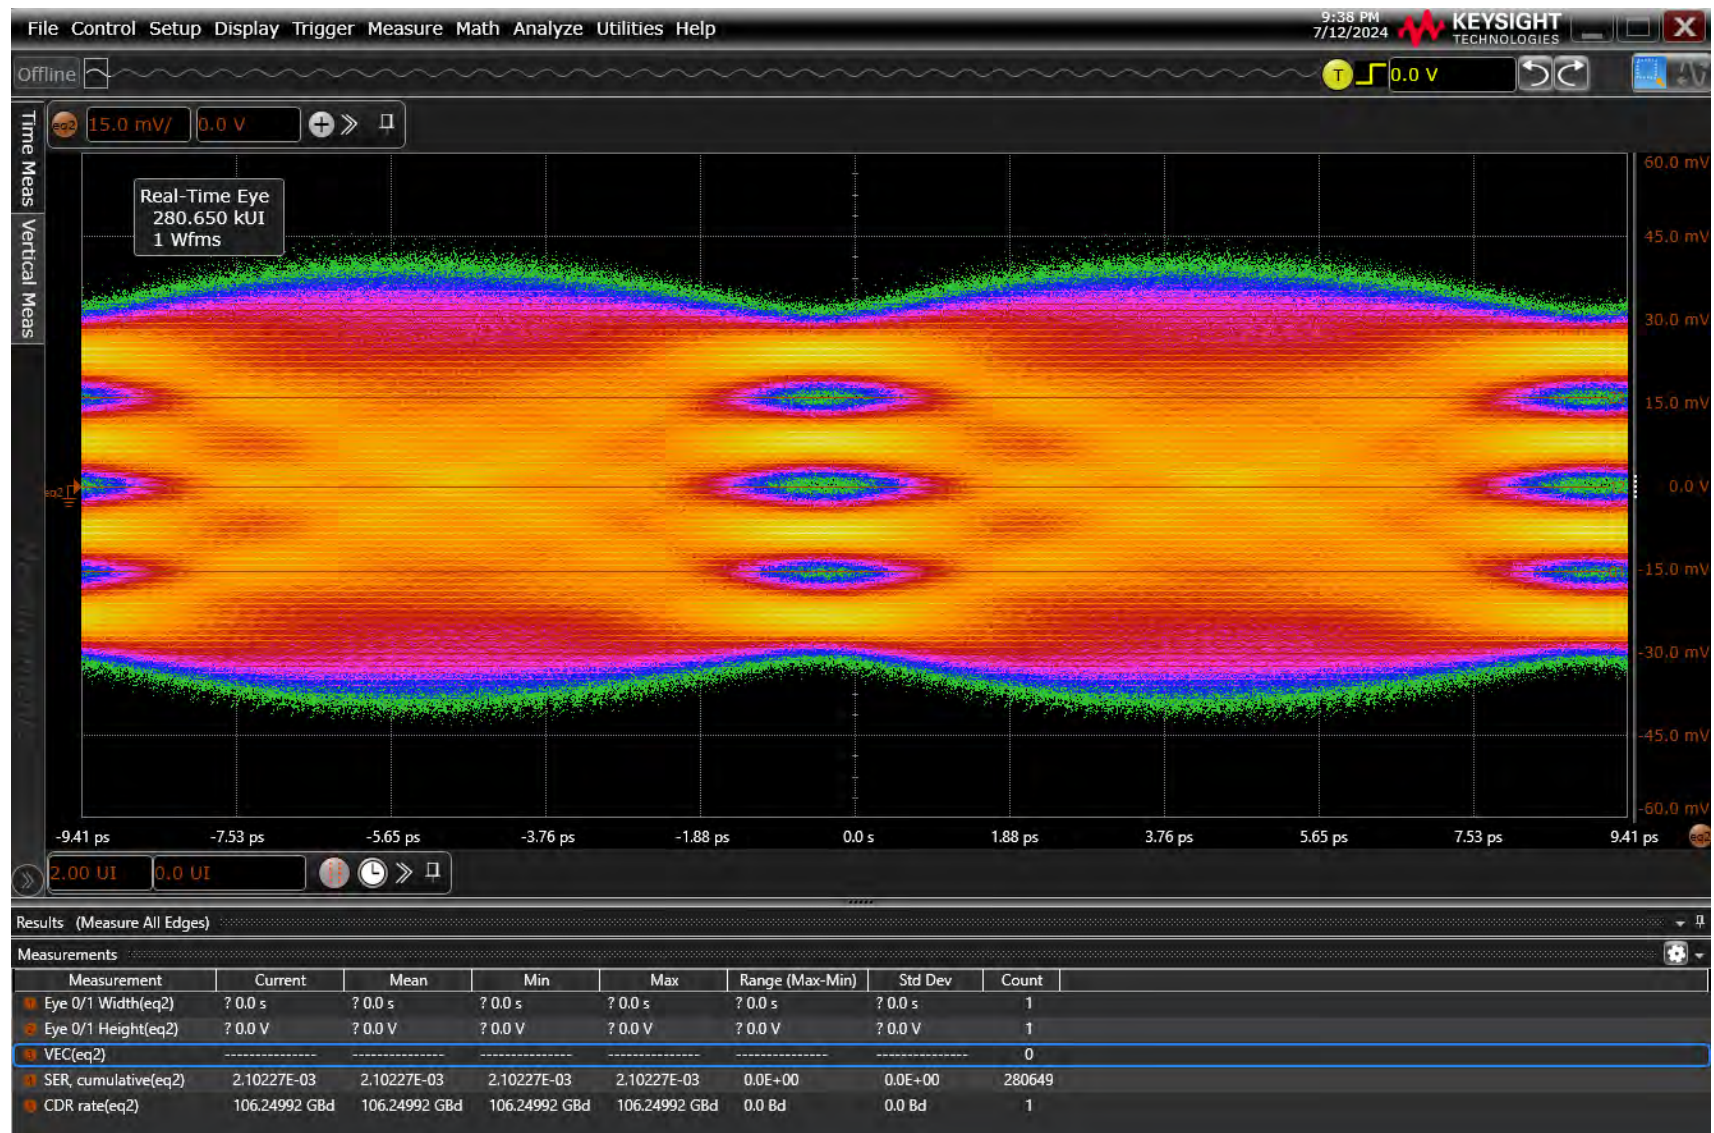 File Control Setup Display Trigger Measure Math Analyze Utilities Help
9:38 PM
7/12/2024
KEYSIGHT
TECHNOLOGIES
X
Offline
T
0.0 V
Time Meas
Vertical Meas
eq2
15.0 mV/
0.0 V
Real-Time Eye
280.650 kUI
1 Wfms
60.0 mV
45.0 mV
30.0 mV
15.0 mV
0.0 V
-15.0 mV
-30.0 mV
-45.0 mV
-60.0 mV
eq2
Measurements
-9.41 ps
-7.53 ps
-5.65 ps
-3.76 ps
-1.88 ps
0.0 s
1.88 ps
3.76 ps
5.65 ps
7.53 ps
9.41 ps
eq2
2.00 UI
0.0 UI
Results (Measure All Edges)
Measurements
Measurement Current Mean Min Max Range (Max-Min) Std Dev Count
Eye 0/1 Width(eq2) ? 0.0 s ? 0.0 s ? 0.0 s ? 0.0 s ? 0.0 s ? 0.0 s 1
Eye 0/1 Height(eq2) ? 0.0 V ? 0.0 V ? 0.0 V ? 0.0 V ? 0.0 V ? 0.0 V 1
VEC(eq2) --------------- --------------- --------------- --------------- --------------- --------------- 0
SER, cumulative(eq2) 2.10227E-03 2.10227E-03 2.10227E-03 2.10227E-03 0.0E+00 0.0E+00 280649
CDR rate(eq2) 106.24992 GBd 106.24992 GBd 106.24992 GBd 106.24992 GBd 0.0 Bd 0.0 Bd 1